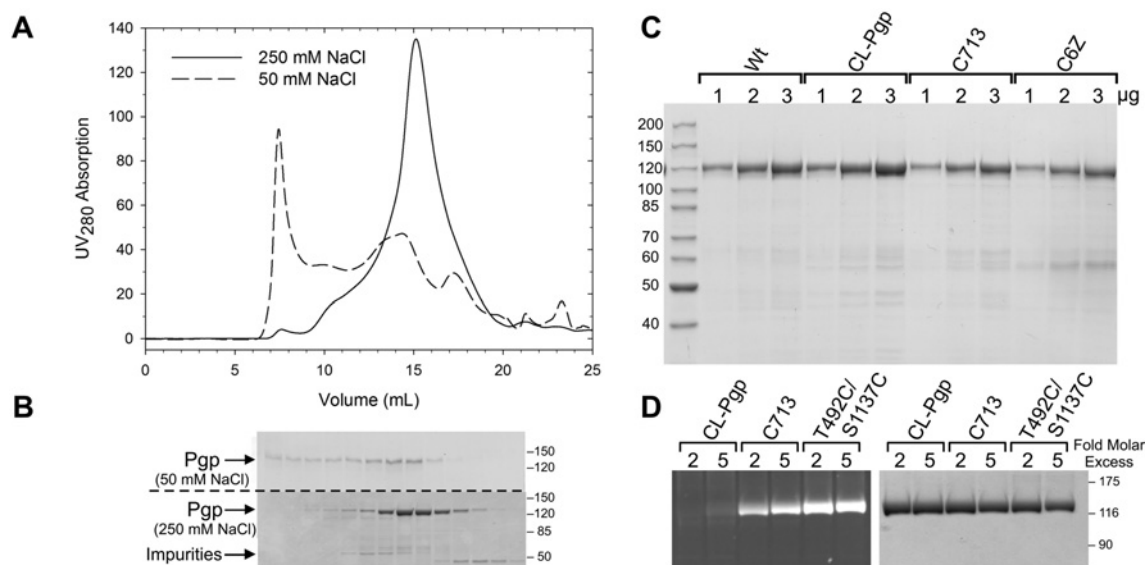 A
140
120
100
80
60
40
20
0
UV280 Absorption
250 mM NaCl
50 mM NaCl
0 5 10 15 20 25
Volume (mL)
B
Pgp
(50 mM NaCl)
150
120
Pgp
(250 mM NaCl)
Impurities
150
120
85
50
C
Wt CL-Pgp C713 C6Z
1 2 3 1 2 3 1 2 3 1 2 3 µg
200
150
120
100
85
70
60
50
40
D
CL-Pgp C713 T492C/
S1137C
CL-Pgp C713 T492C/
S1137C
Fold Molar
2 5 2 5 2 5 2 5 2 5 2 5 Excess
175
116
90